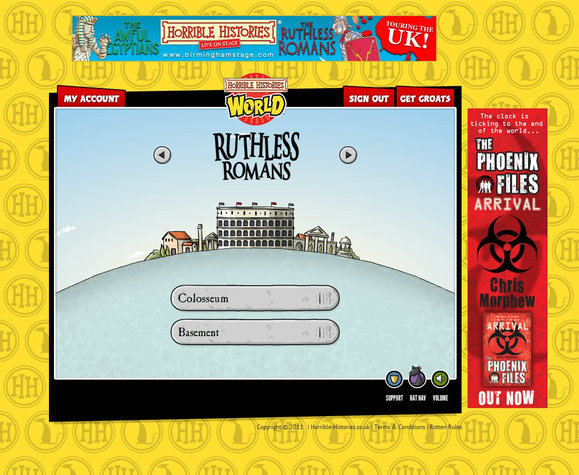 THE AWFUL EGYPTIANS
HORRIBLE HISTORIES
LIVE ON STAGE
www.birminghamstage.com
THE RUTHLESS ROMANS
TOURING THE UK!
MY ACCOUNT
HORRIBLE HISTORIES
WORLD
SIGN OUT
GET GROATS
RUTHLESS
ROMANS
Colosseum
Basement
SUPPORT
RAT NAV
VOLUME
The clock is
ticking to the end
of the world...
THE
PHOENIX
FILES
ARRIVAL
Chris
Morphew
ARRIVAL
PHOENIX
FILES
OUT NOW
Copyright © 2011 | Horrible-Histories.co.uk | Terms & Conditions | Rotten Rules
HH